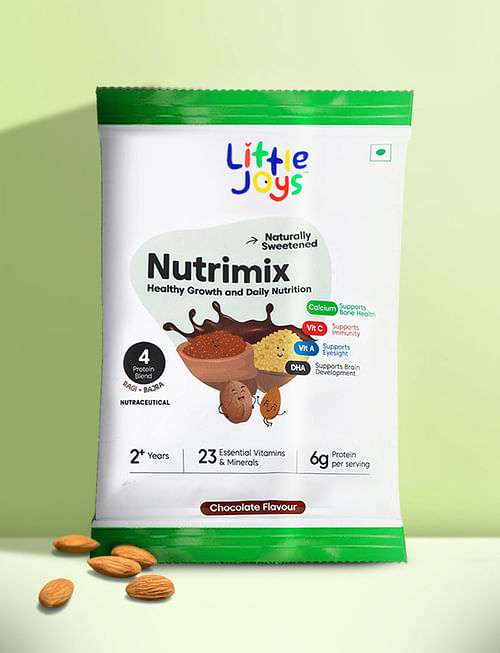 Little
Joys™
Naturally
Sweetened
Nutrimix
Healthy Growth and Daily Nutrition
Calcium Supports
Bone Health
Vit C Supports
Immunity
Vit A Supports
Eyesight
DHA Supports Brain
Development
4
Protein
Blend
RAGI + BAJRA
NUTRACEUTICAL
2+ Years
23 Essential Vitamins
& Minerals
6g Protein
per serving
Chocolate Flavour